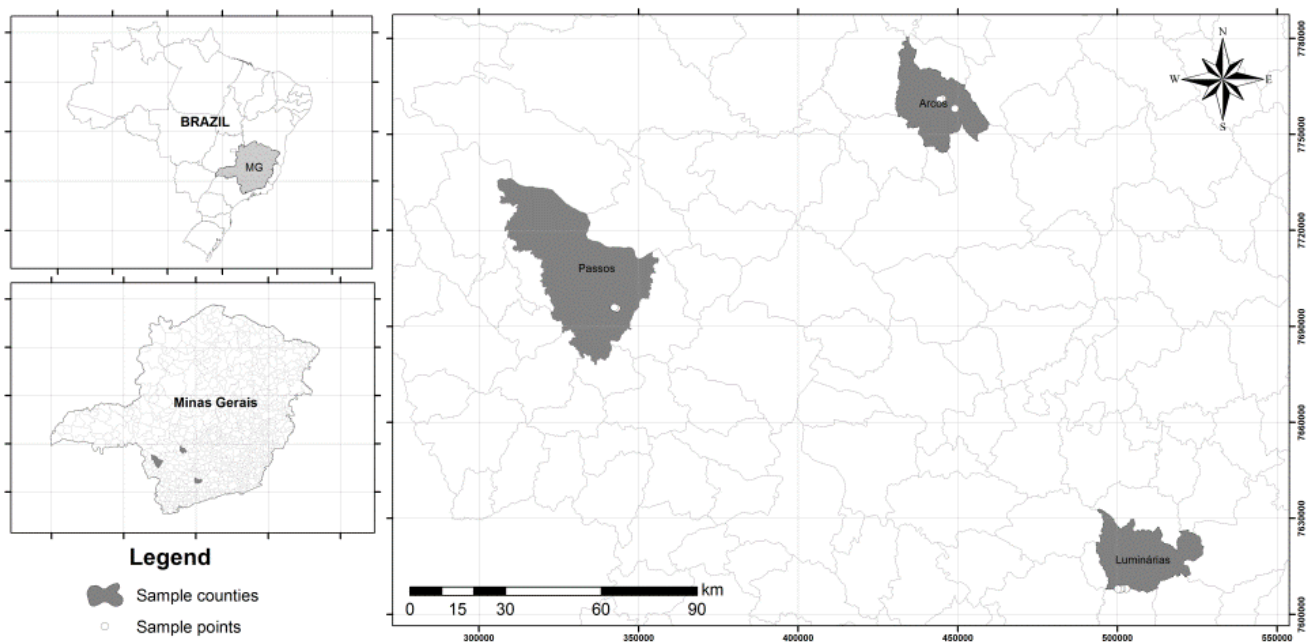 BRAZIL
MG
Minas Gerais
Legend
Sample counties
Sample points
Arcos
Passos
Luminárias
N
W
E
S
km
0
15
30
60
90
300000
350000
400000
450000
500000
550000
7780000
7750000
7720000
7690000
7660000
7630000
7600000